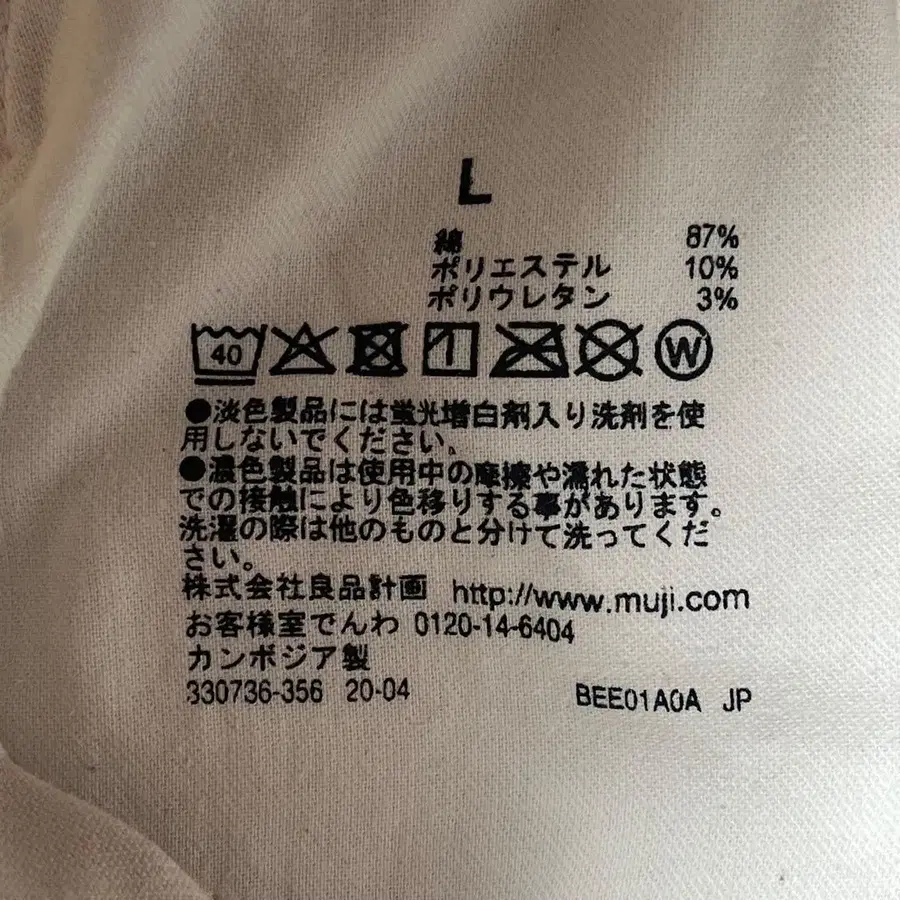 L
綿 87%
ポリエステル 10%
ポリウレタン 3%
40 W
●淡色製品には蛍光増白剤入り洗剤を使
用しないでください。
●濃色製品は使用中の摩擦や濡れた状態
での接触により色移りする事があります。
洗濯の際は他のものと分けて洗ってくだ
さい。
株式会社良品計画 http://www.muji.com
お客様室でんわ 0120-14-6404
カンボジア製
330736-356 20-04 BEE01A0A JP